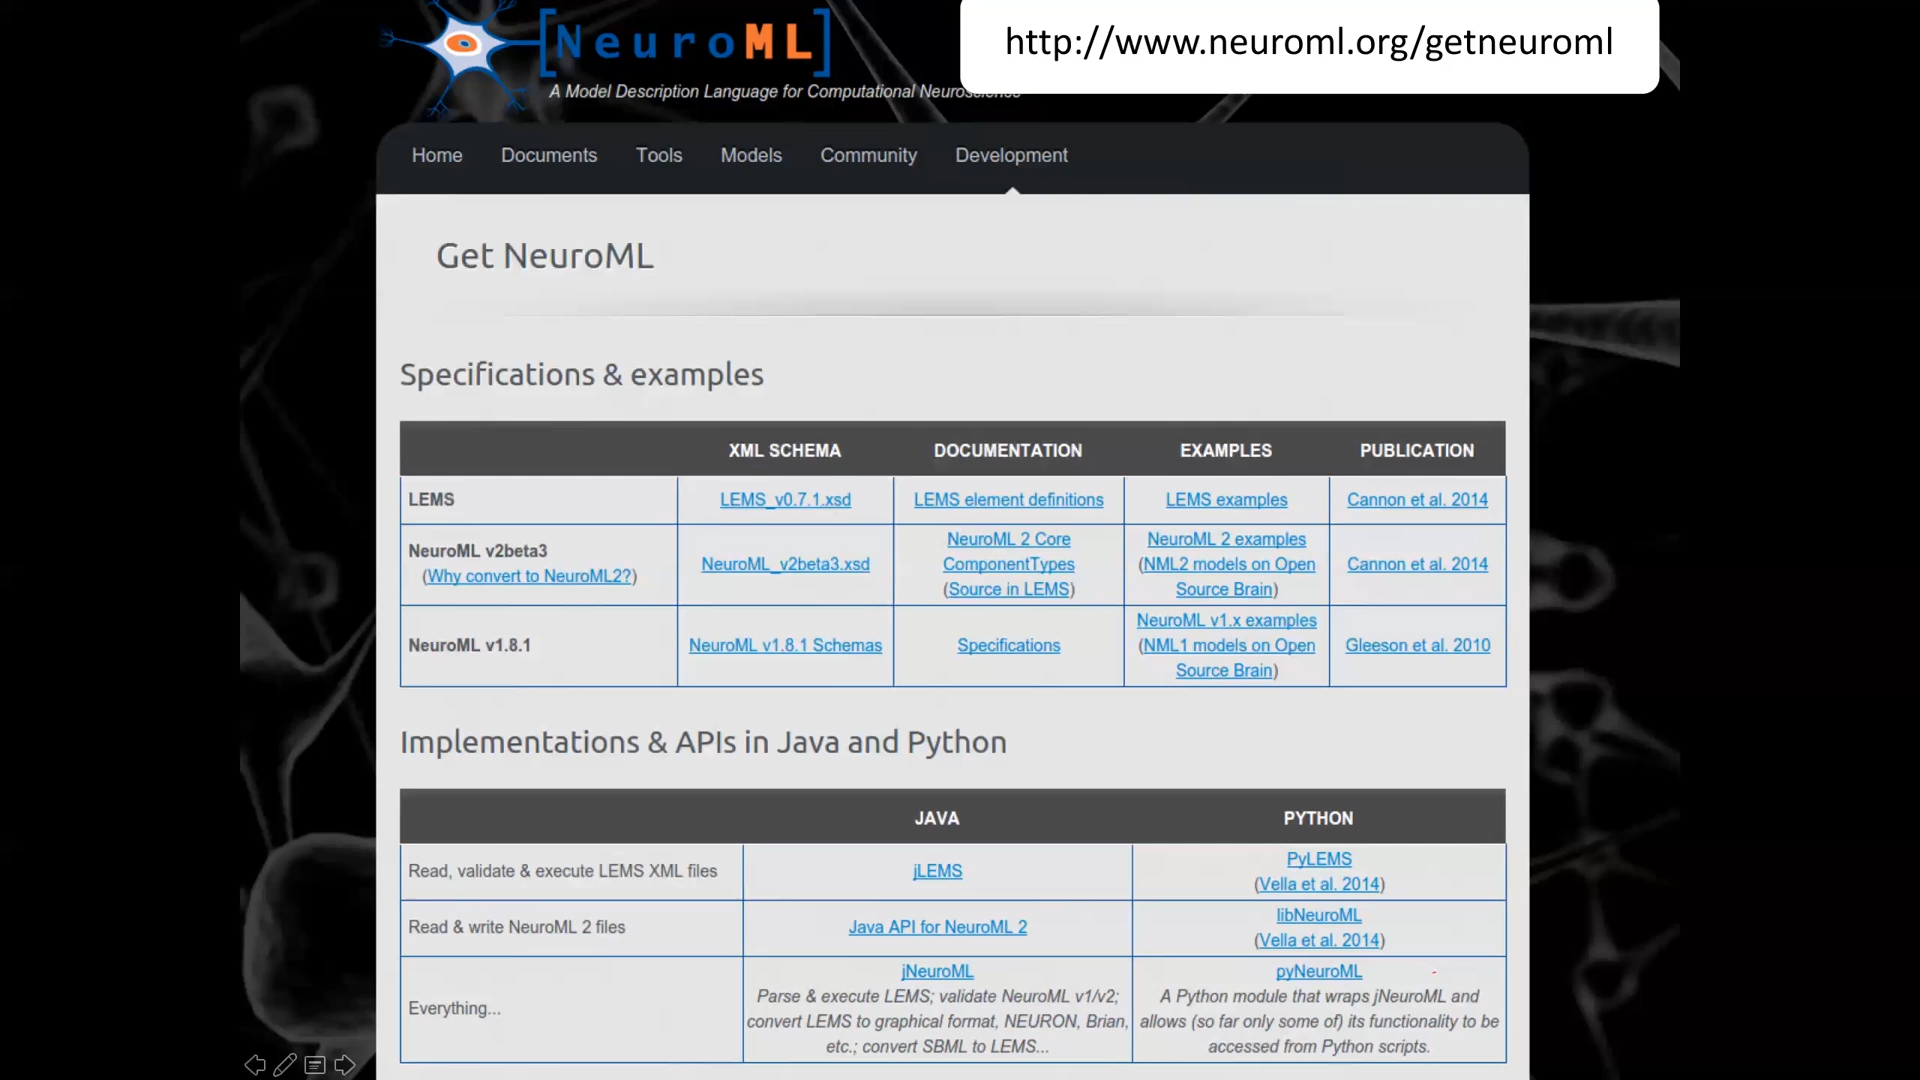 [NeuroML]
http://www.neuroml.org/getneuroml
A Model Description Language for Computational Neuroscience
Home Documents Tools Models Community Development
Get NeuroML
Specifications & examples
XML SCHEMA DOCUMENTATION EXAMPLES PUBLICATION
LEMS LEMS_v0.7.1.xsd LEMS element definitions LEMS examples Cannon et al. 2014
NeuroML v2beta3
(Why convert to NeuroML2?)
NeuroML_v2beta3.xsd
NeuroML 2 Core
ComponentTypes
(Source in LEMS)
NeuroML 2 examples
(NML2 models on Open
Source Brain)
Cannon et al. 2014
NeuroML v1.8.1
NeuroML v1.8.1 Schemas
Specifications
NeuroML v1.x examples
(NML1 models on Open
Source Brain)
Gleeson et al. 2010
Implementations & APIs in Java and Python
JAVA PYTHON
Read, validate & execute LEMS XML files
jLEMS
PyLEMS
(Vella et al. 2014)
Read & write NeuroML 2 files
Java API for NeuroML 2
libNeuroML
(Vella et al. 2014)
Everything...
jNeuroML
Parse & execute LEMS; validate NeuroML v1/v2;
convert LEMS to graphical format, NEURON, Brian,
etc.; convert SBML to LEMS...
pyNeuroML
A Python module that wraps jNeuroML and
allows (so far only some of) its functionality to be
accessed from Python scripts.